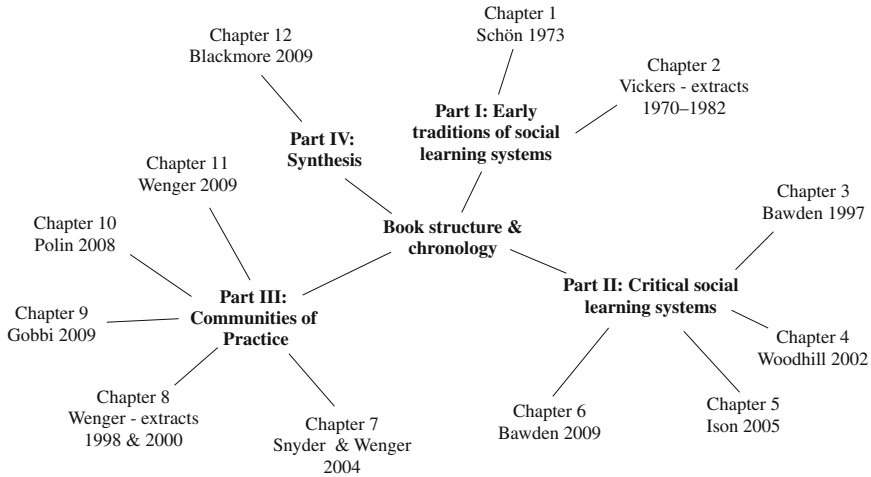 Book structure &
chronology
Part I: Early
traditions of social
learning systems
Chapter 1
Schön 1973
Chapter 2
Vickers - extracts
1970–1982
Part II: Critical social
learning systems
Chapter 3
Bawden 1997
Chapter 4
Woodhill 2002
Chapter 5
Ison 2005
Chapter 6
Bawden 2009
Part III:
Communities of
Practice
Chapter 7
Snyder & Wenger
2004
Chapter 8
Wenger - extracts
1998 & 2000
Chapter 9
Gobbi 2009
Chapter 10
Polin 2008
Chapter 11
Wenger 2009
Part IV:
Synthesis
Chapter 12
Blackmore 2009